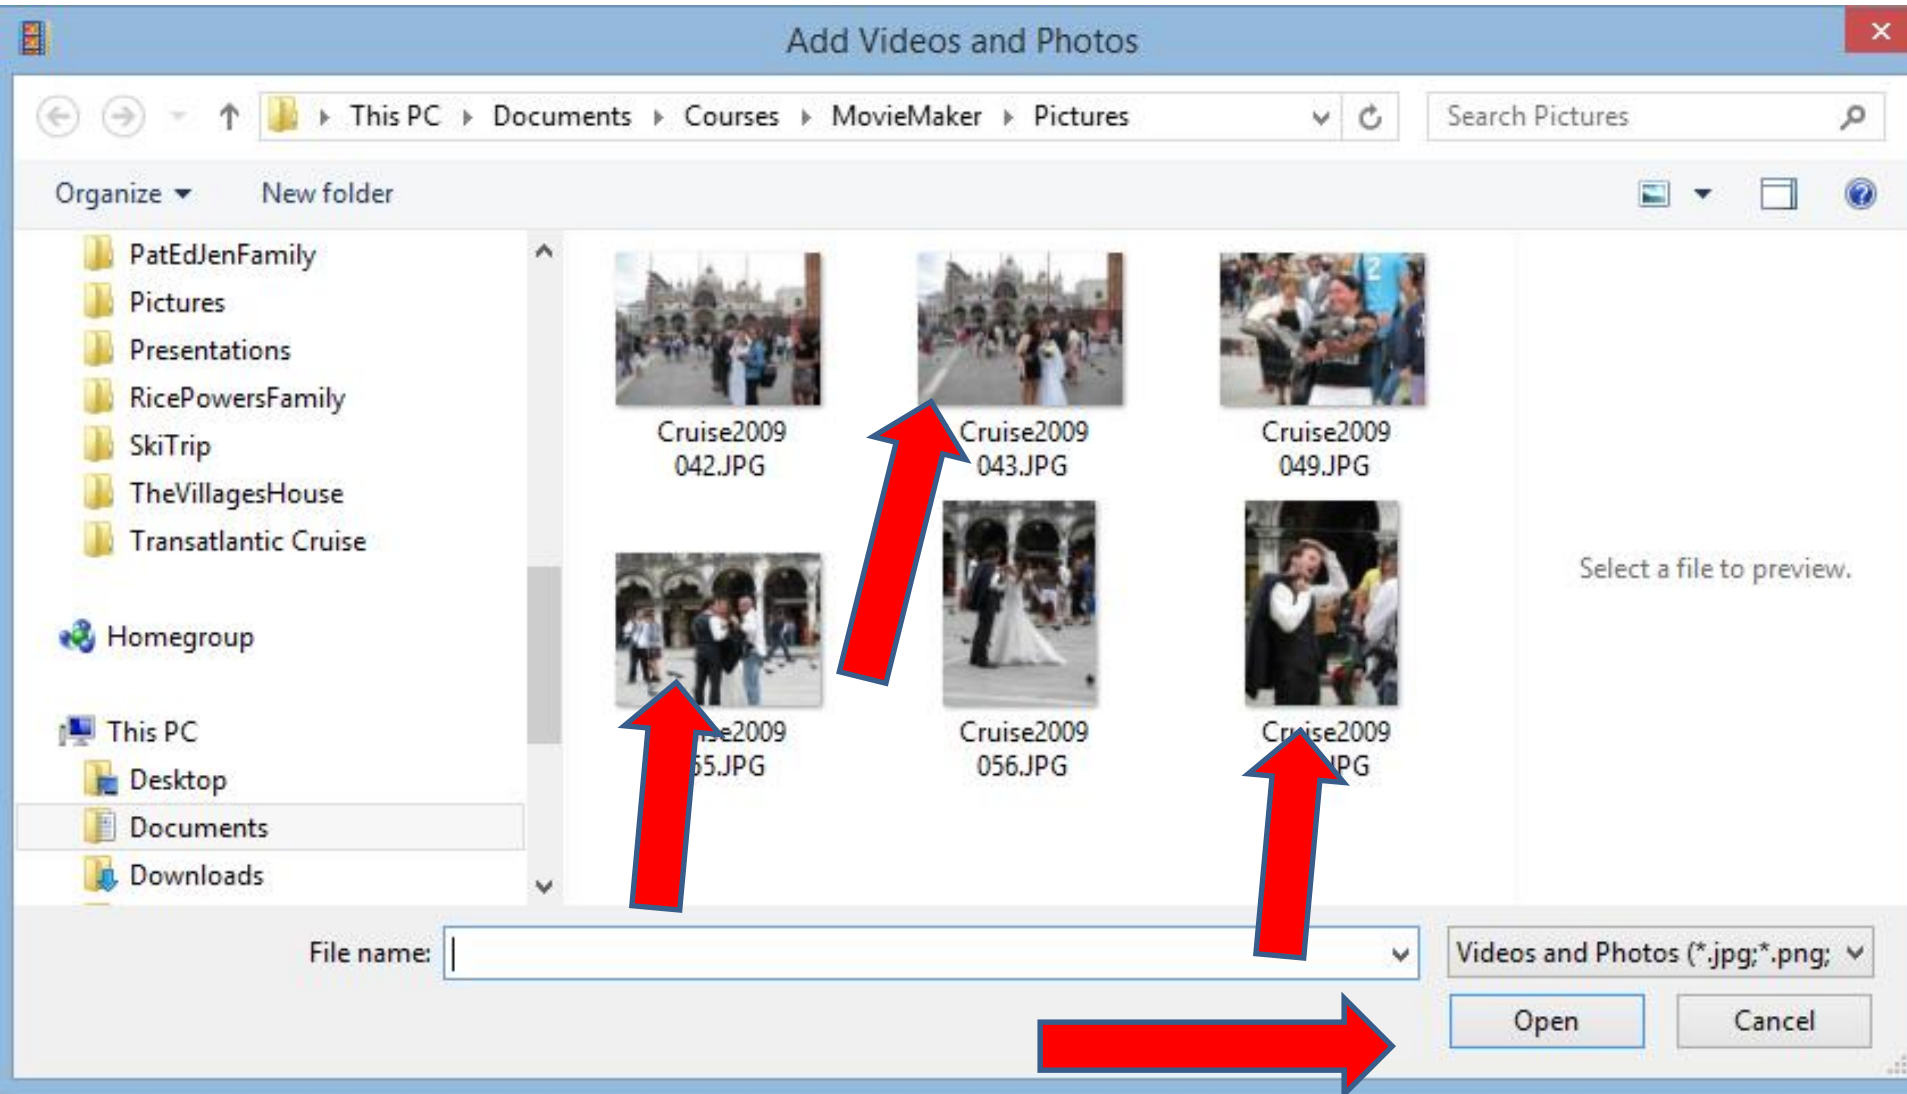 Add Videos and Photos
This PC Documents Courses MovieMaker Pictures
Search Pictures
Organize New folder
PatEdJenFamily
Pictures
Presentations
RicePowersFamily
SkiTrip
TheVillagesHouse
Transatlantic Cruise
Homegroup
This PC
Desktop
Documents
Downloads
Cruise2009
042.JPG
Cruise2009
043.JPG
Cruise2009
049.JPG
Cruise2009
056.JPG
Cruise2009
Select a file to preview.
File name:
Videos and Photos (*.jpg;*.png;
Open
Cancel